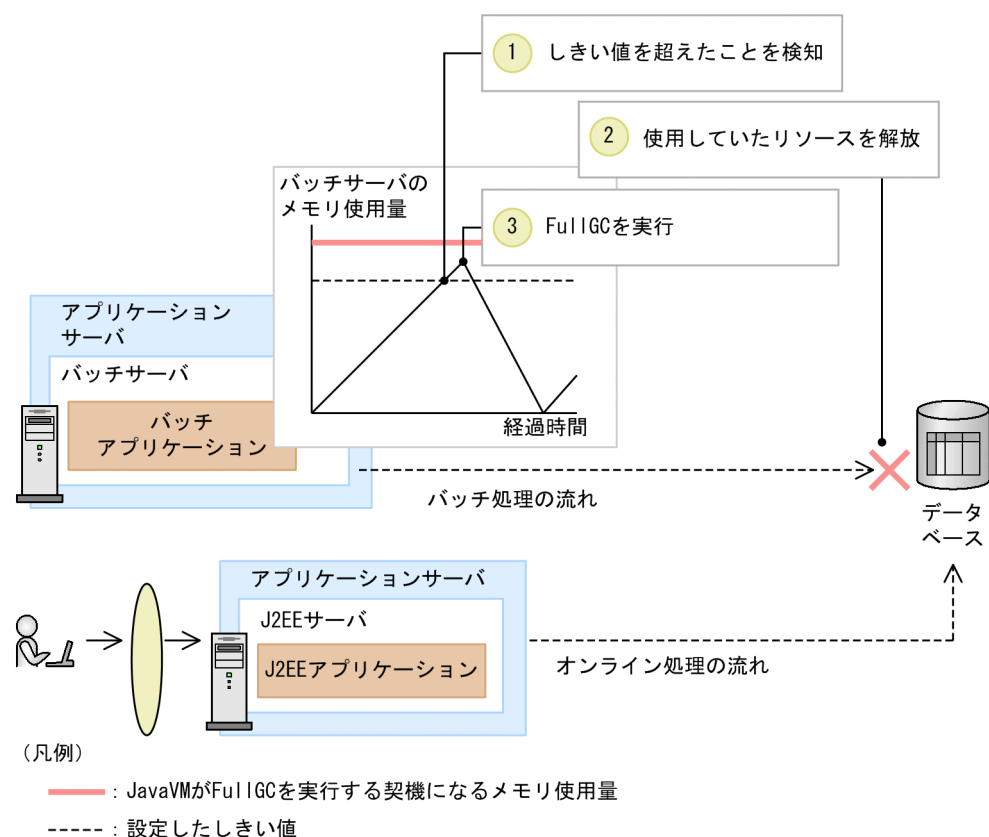 1 しきい値を超えたことを検知
2 使用していたリソースを解放
バッチサーバの
メモリ使用量
3 FullGCを実行
アプリケーション
サーバ
バッチサーバ
バッチ
アプリケーション
経過時間
バッチ処理の流れ
データ
ベース
アプリケーションサーバ
J2EEサーバ
J2EEアプリケーション
オンライン処理の流れ
（凡例）
：JavaVMがFullGCを実行する契機になるメモリ使用量
：設定したしきい値